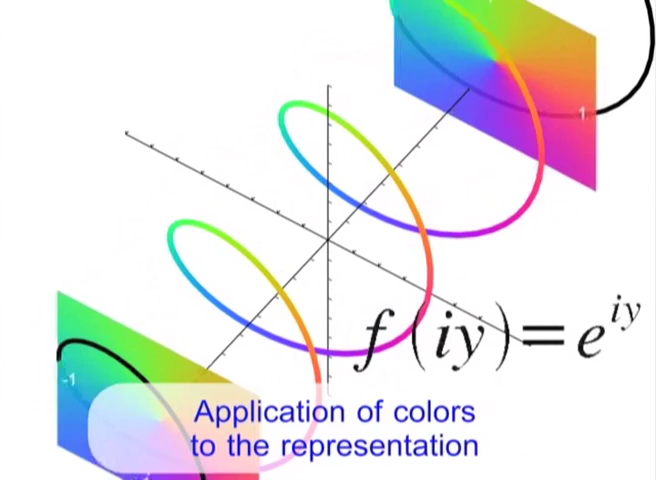 1
f (iy)=e^{iy}
-1
Application of colors
to the representation